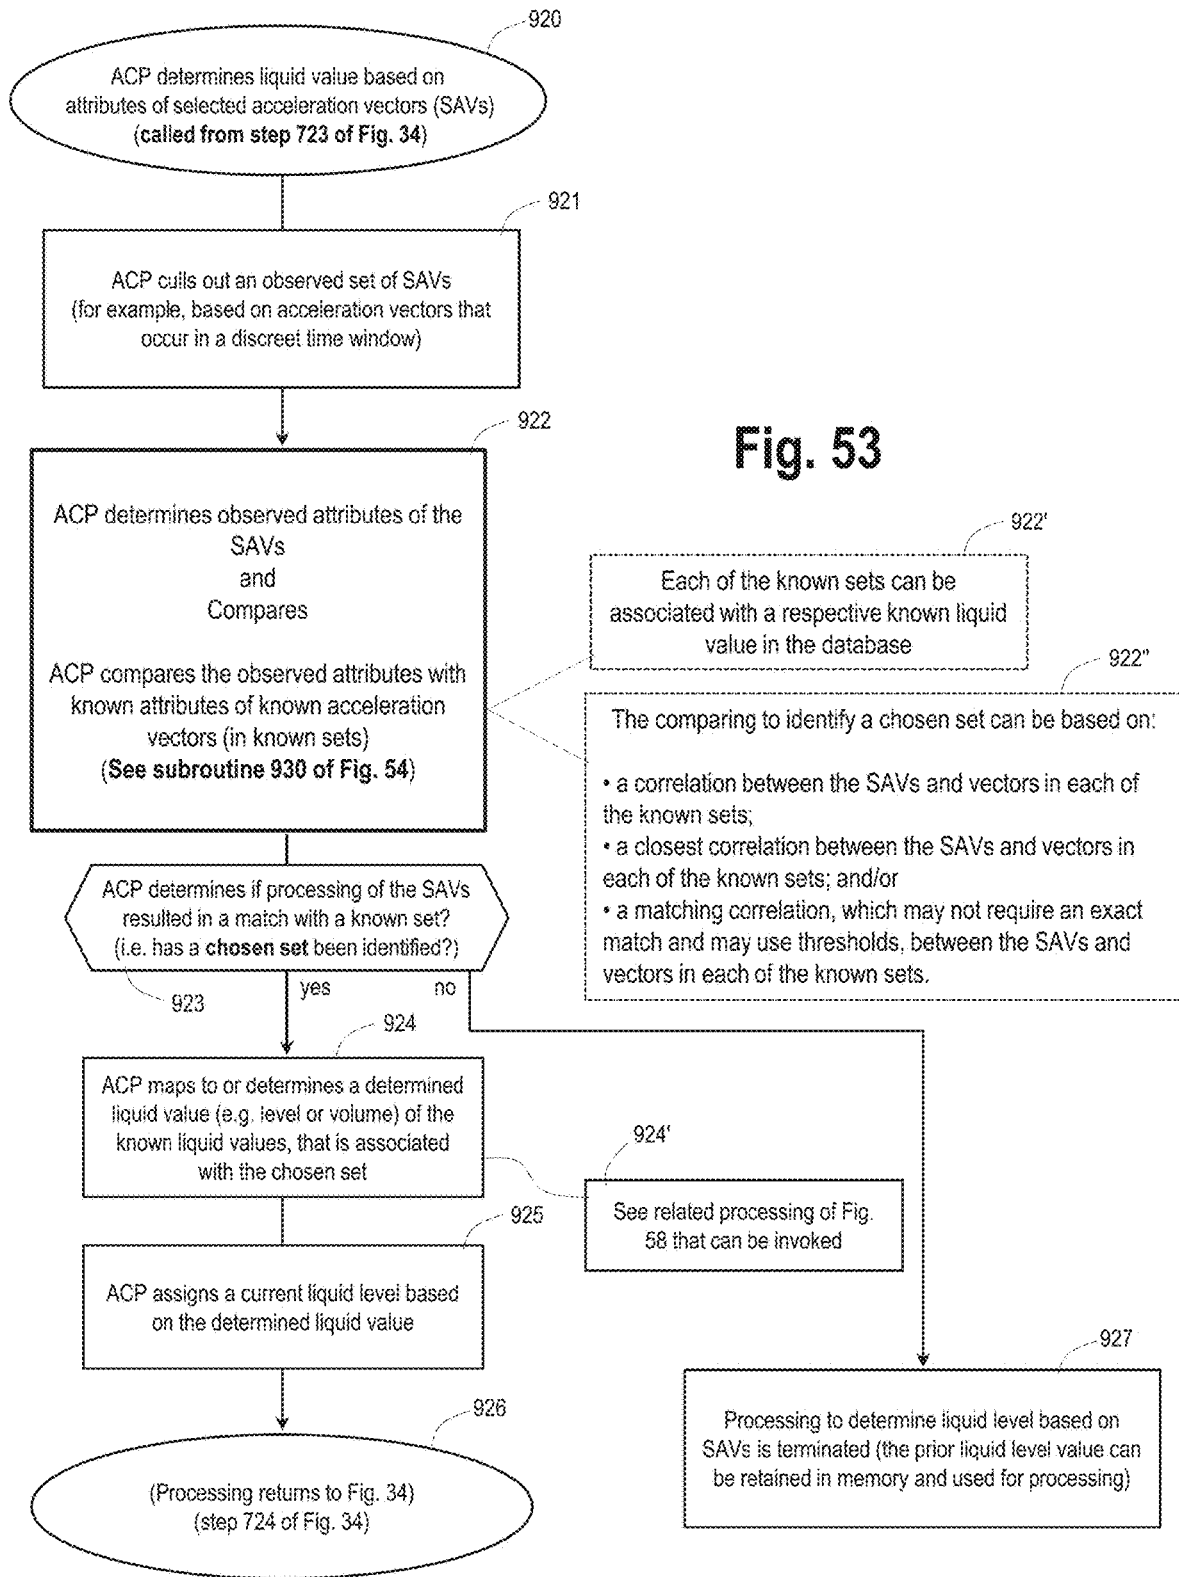 920
ACP determines liquid value based on
attributes of selected acceleration vectors (SAVs)
(called from step 723 of Fig. 34)
921
ACP culls out an observed set of SAVs
(for example, based on acceleration vectors that
occur in a discreet time window)
922
Fig. 53
ACP determines observed attributes of the
SAVs
and
Compares
ACP compares the observed attributes with
known attributes of known acceleration
vectors (in known sets)
(See subroutine 930 of Fig. 54)
922'
Each of the known sets can be
associated with a respective known liquid
value in the database
922"
The comparing to identify a chosen set can be based on:
• a correlation between the SAVs and vectors in each of
the known sets;
• a closest correlation between the SAVs and vectors in
each of the known sets; and/or
• a matching correlation, which may not require an exact
match and may use thresholds, between the SAVs and
vectors in each of the known sets.
ACP determines if processing of the SAVs
resulted in a match with a known set?
(i.e. has a chosen set been identified?)
923
yes
no
924
ACP maps to or determines a determined
liquid value (e.g. level or volume) of the
known liquid values, that is associated
with the chosen set
924'
See related processing of Fig.
58 that can be invoked
925
ACP assigns a current liquid level based
on the determined liquid value
926
(Processing returns to Fig. 34)
(step 724 of Fig. 34)
927
Processing to determine liquid level based on
SAVs is terminated (the prior liquid level value can
be retained in memory and used for processing)